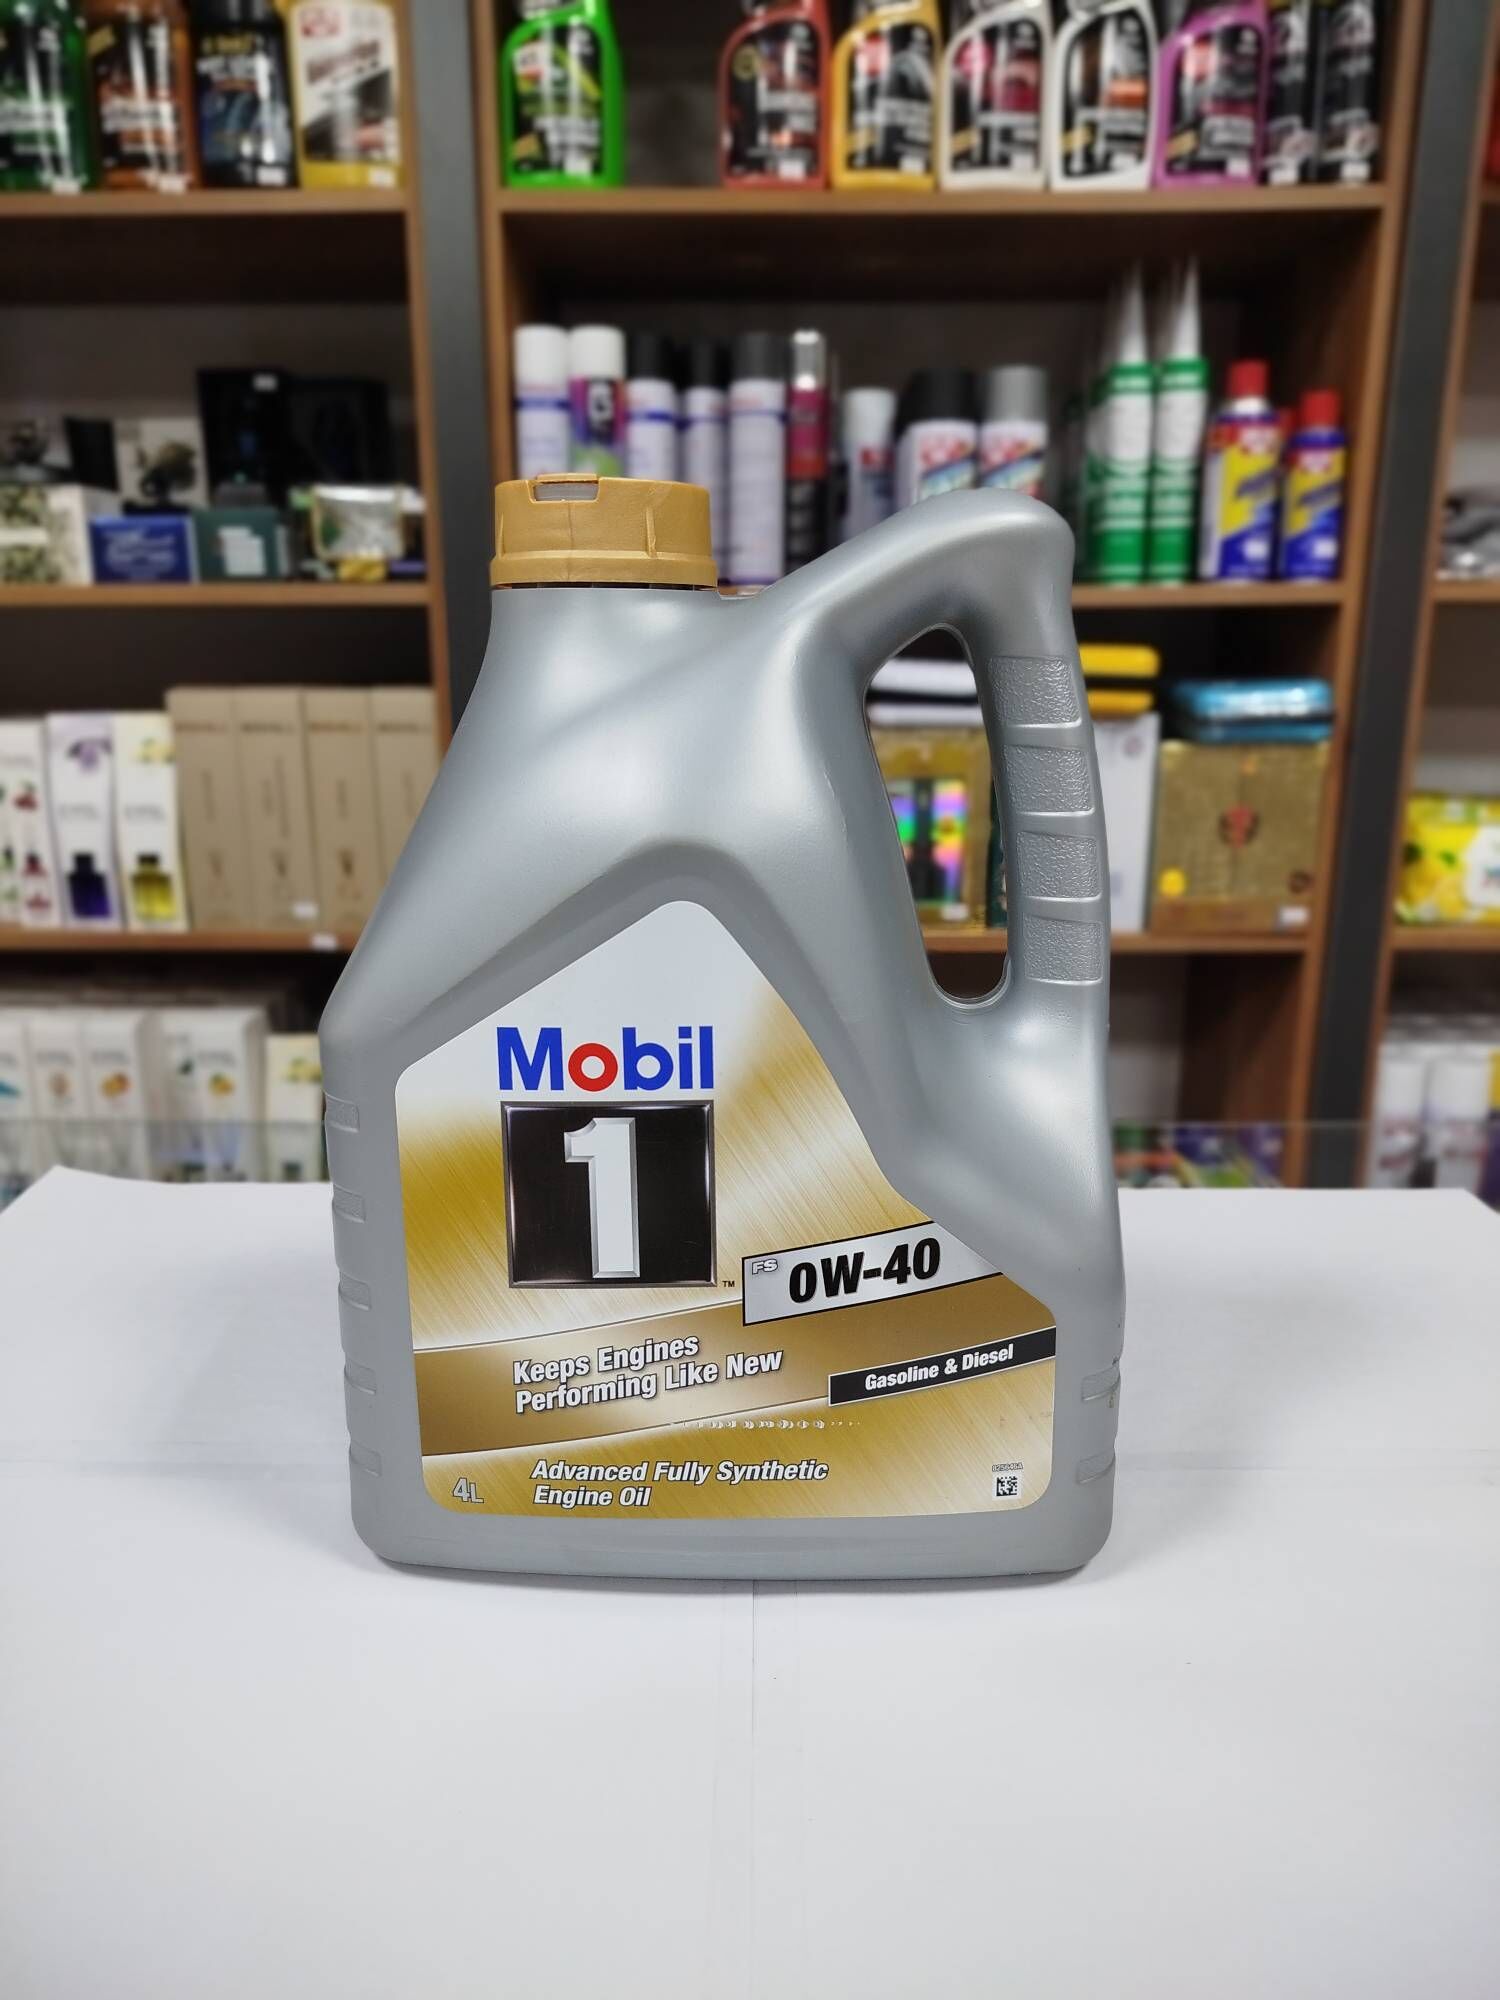 Mobil
1
TM
FS 0W-40
Keeps Engines
Performing Like New
Gasoline & Diesel
Advanced Fully Synthetic
Engine Oil
4L
825646A